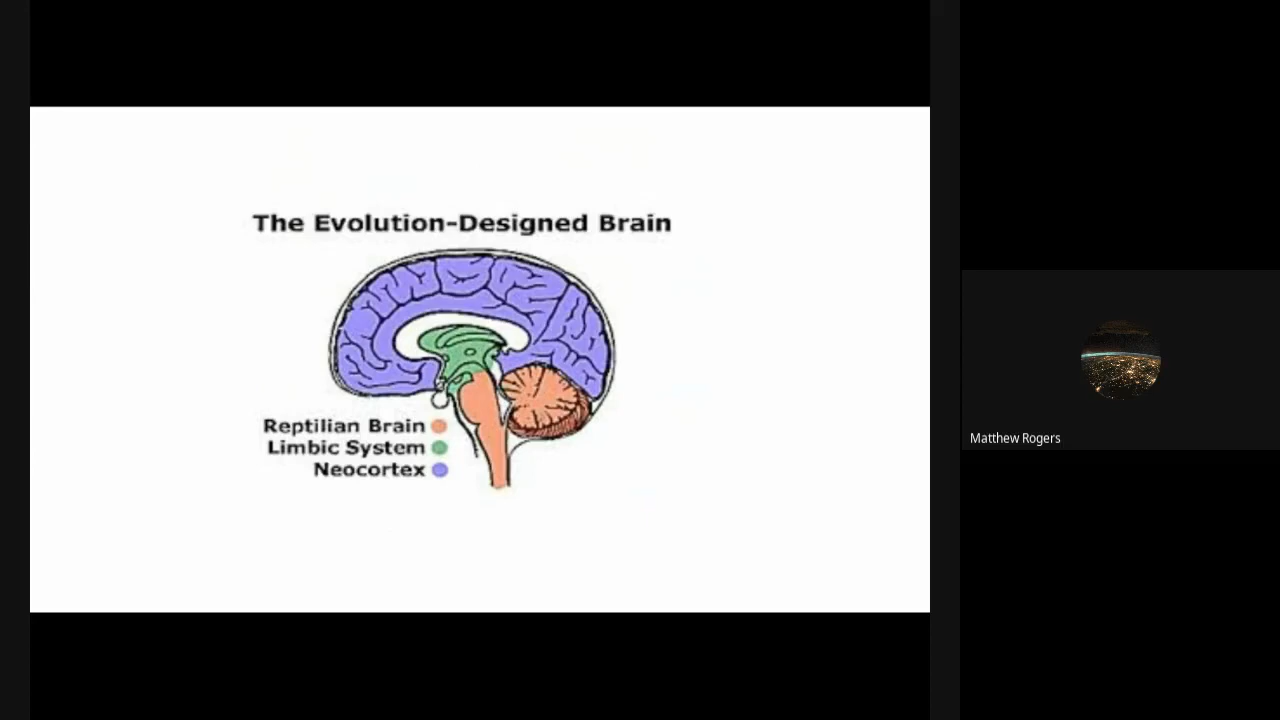 The Evolution-Designed Brain
Reptilian Brain
Limbic System
Neocortex
Matthew Rogers